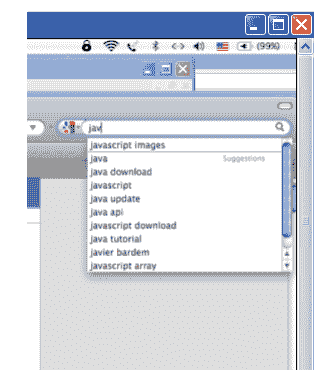 (99%)
jav
javascript images
java Suggestions
java download
javascript
java update
java api
javascript download
java tutorial
javier bardem
javascript array